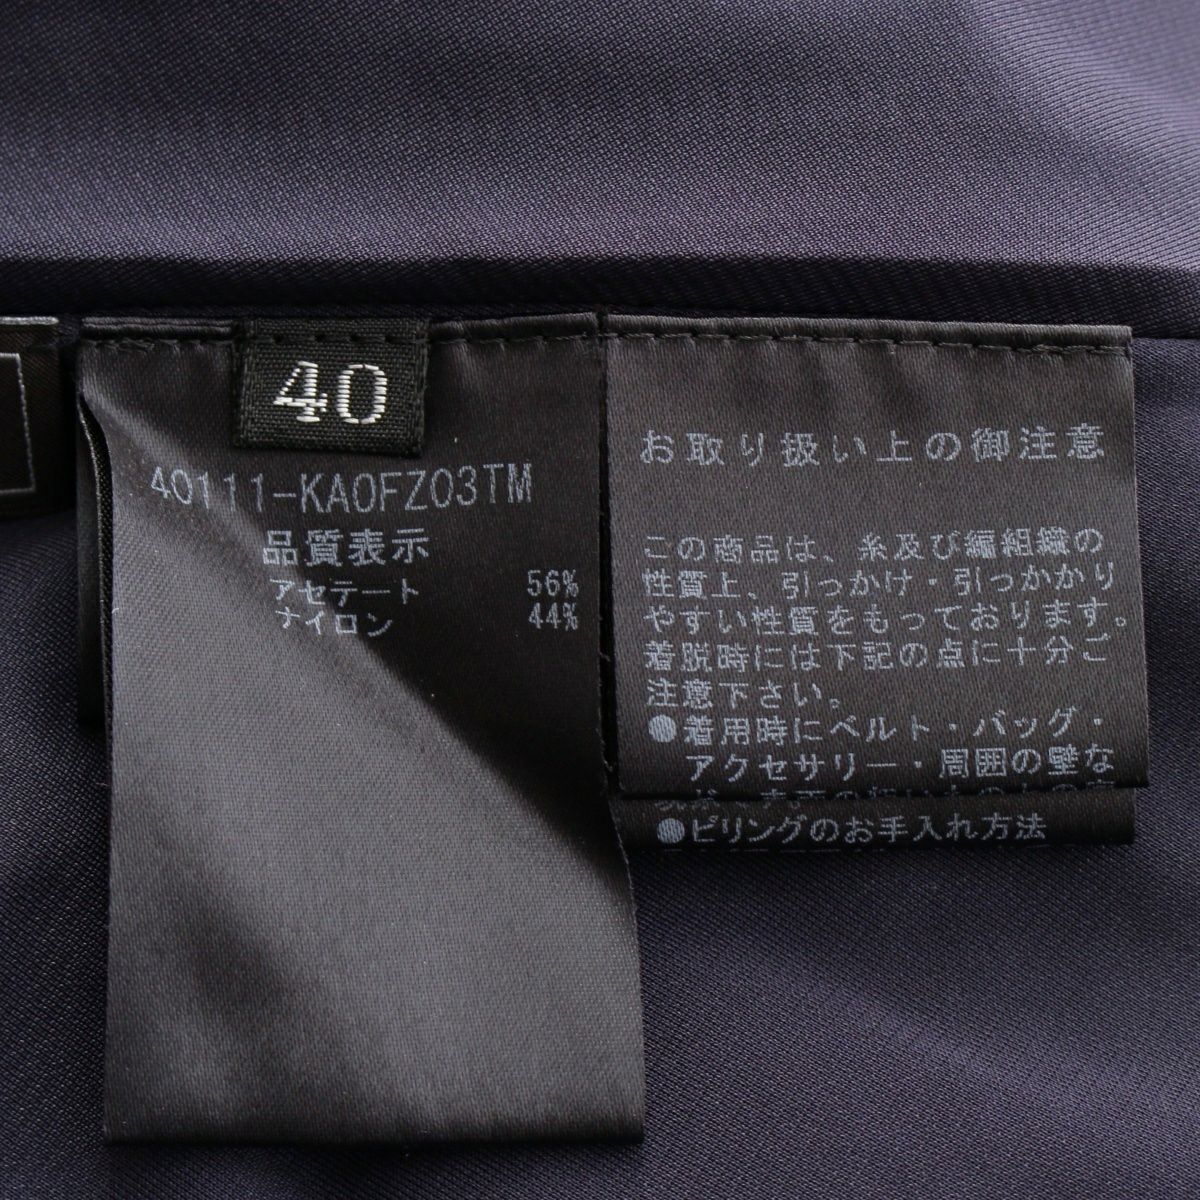 40
40111-KA0FZ03TM
品質表示
アセテート 56%
ナイロン 44%
お取り扱い上の御注意
この商品は、糸及び編組織の
性質上、引っかけ・引っかかり
やすい性質をもっております。
着脱時には下記の点に十分ご
注意下さい。
●着用時にベルト・バッグ・
アクセサリー・周囲の壁な
●ピリングのお手入れ方法